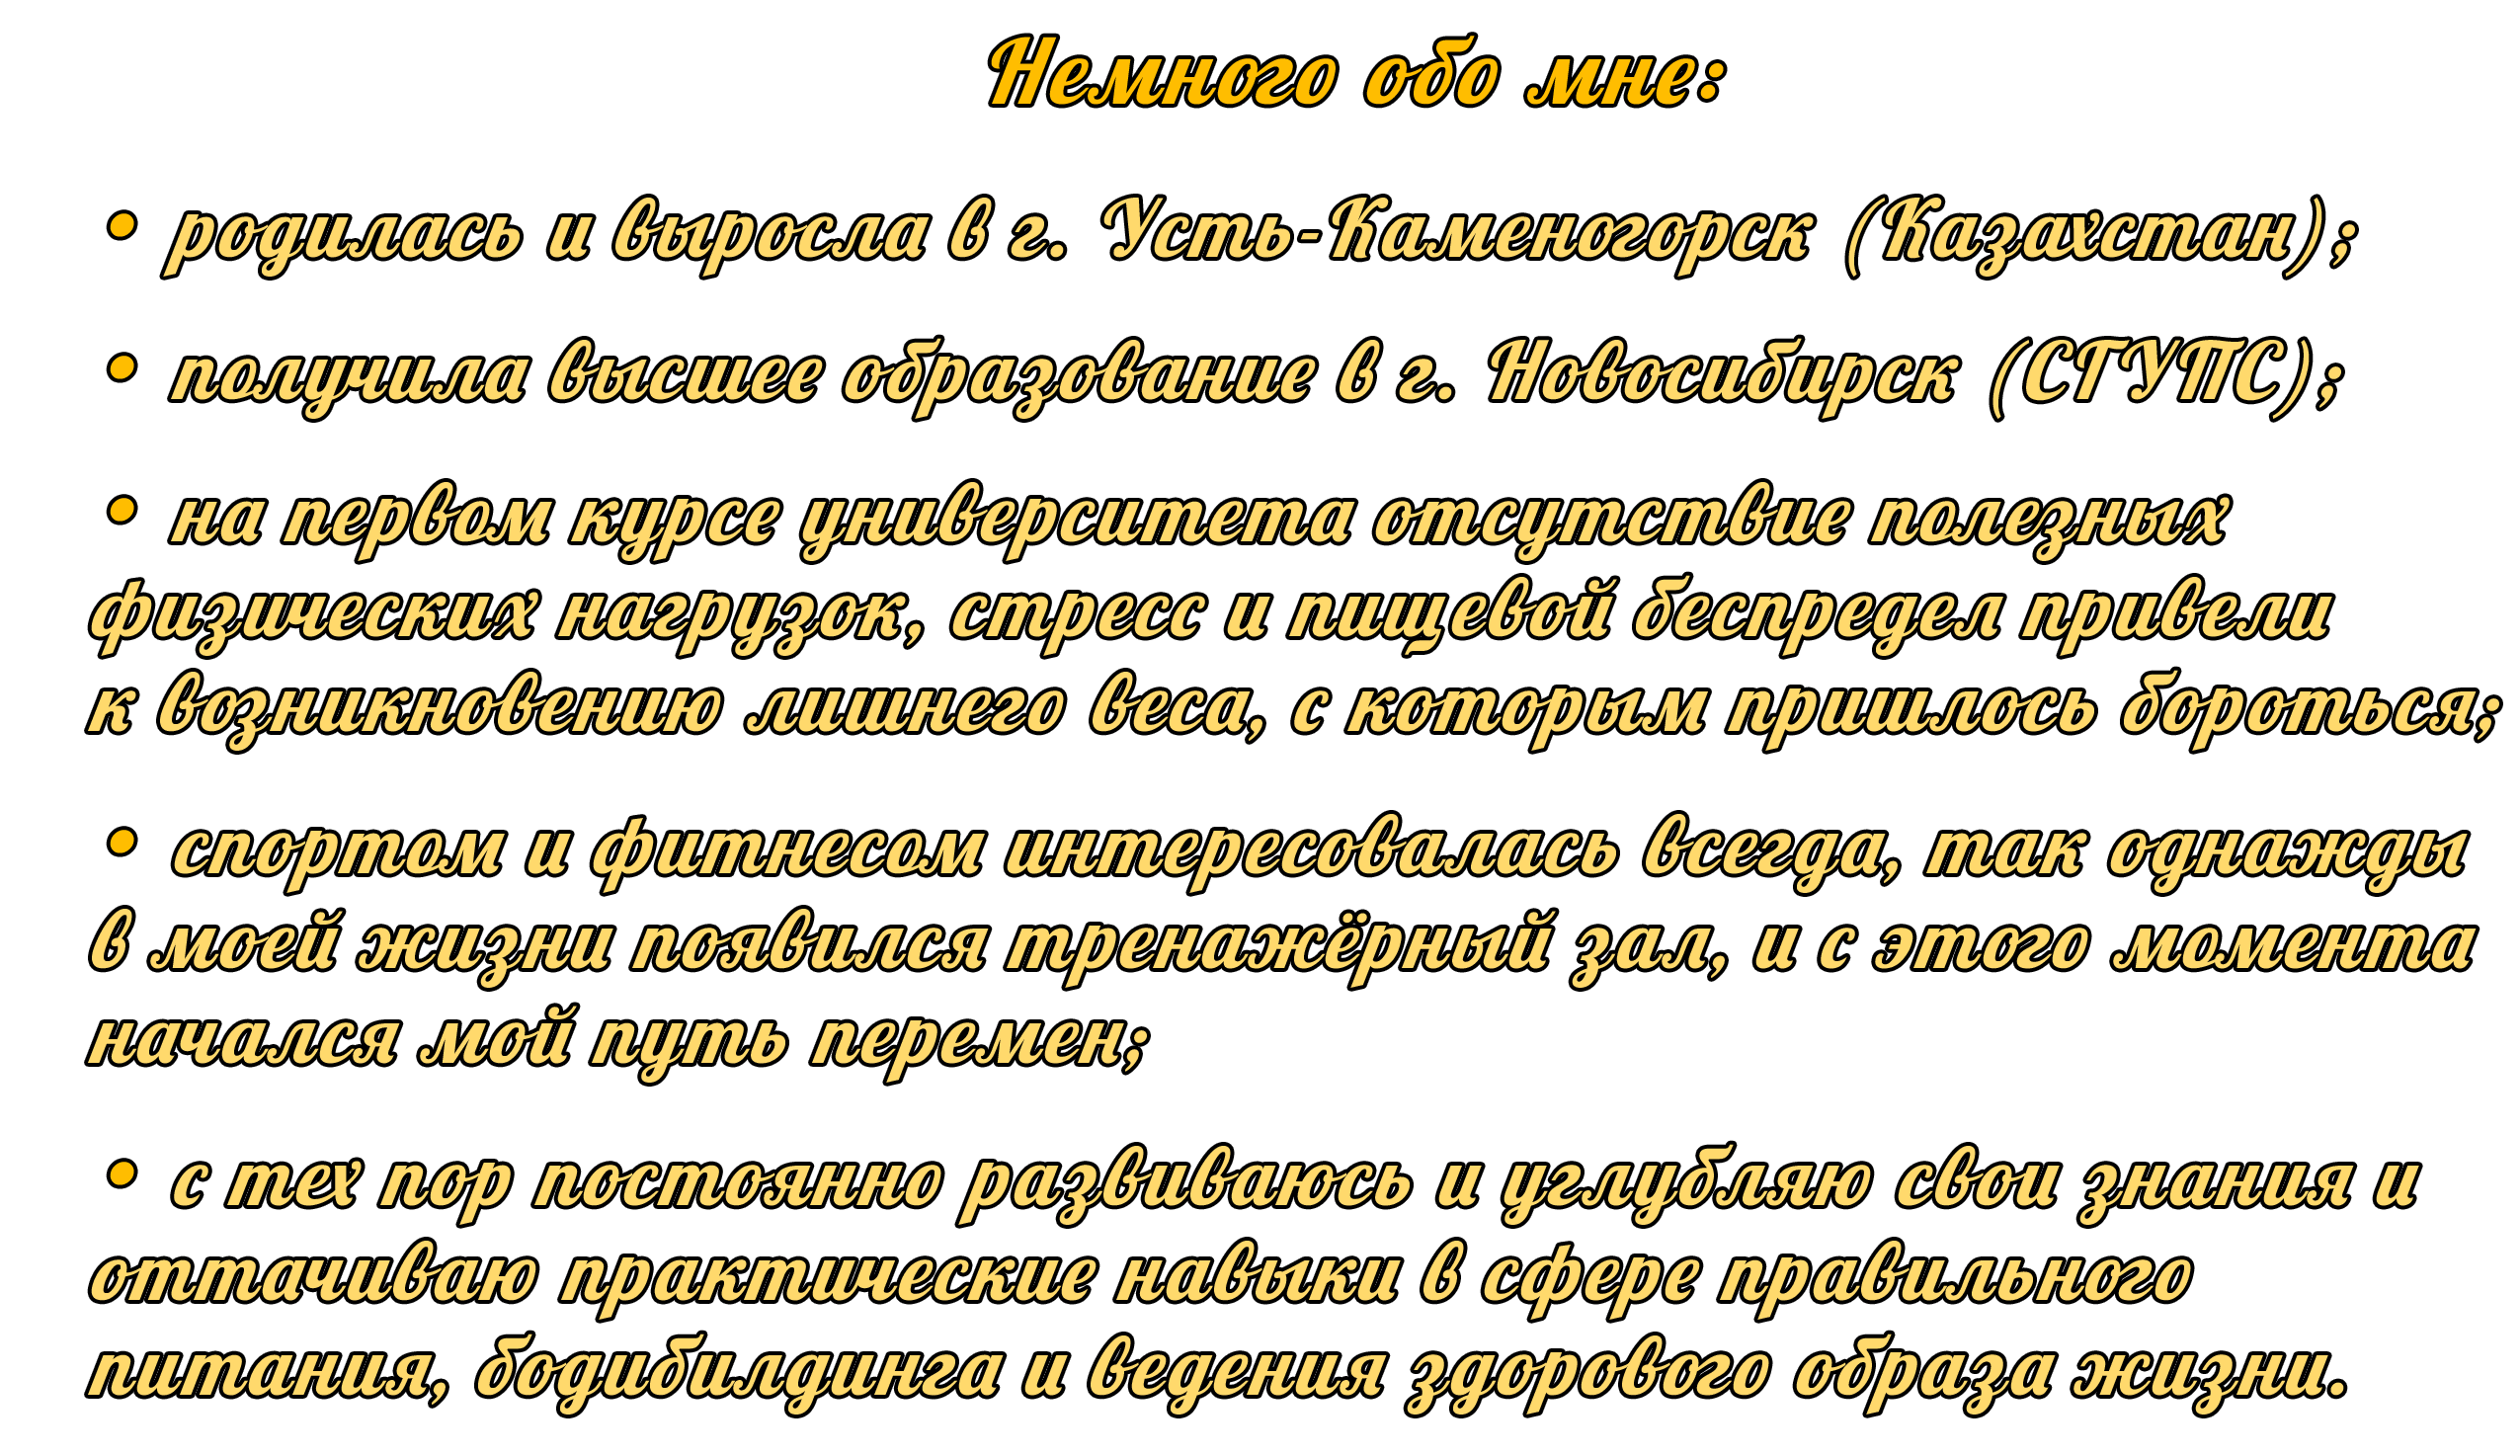 Немного обо мне:
• родилась и выросла в г. Усть-Каменогорск (Казахстан);
• получила высшее образование в г. Новосибирск (СГУПС);
• на первом курсе университета отсутствие полезных
физических нагрузок, стресс и пищевой беспредел привели
к возникновению лишнего веса, с которым пришлось бороться;
• спортом и фитнесом интересовалась всегда, так однажды
в моей жизни появился тренажёрный зал, и с этого момента
начался мой путь перемен;
• с тех пор постоянно развиваюсь и углубляю свои знания и
оттачиваю практические навыки в сфере правильного
питания, бодибилдинга и ведения здорового образа жизни.